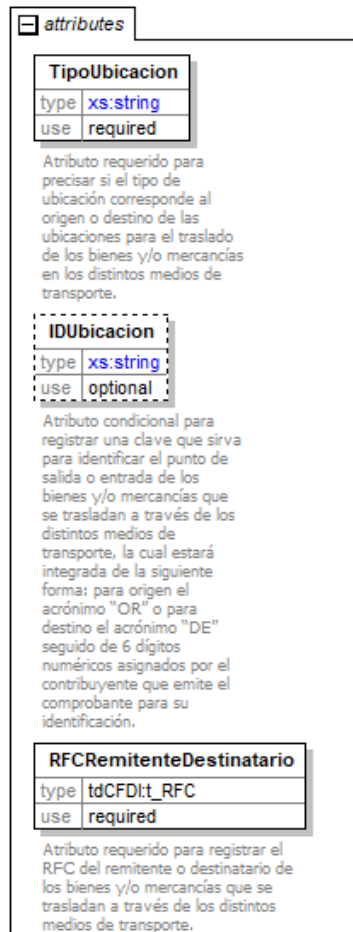 attributes
TipoUbicacion
type xs:string
use required
Atributo requerido para
precisar si el tipo de
ubicación corresponde al
origen o destino de las
ubicaciones para el traslado
de los bienes y/o mercancías
en los distintos medios de
transporte.
IDUbicacion
type xs:string
use optional
Atributo condicional para
registrar una clave que sirva
para identificar el punto de
salida o entrada de los
bienes y/o mercancías que
se trasladan a través de los
distintos medios de
transporte, la cual estará
integrada de la siguiente
forma: para origen el
acrónimo “OR” o para
destino el acrónimo “DE”
seguido de 6 dígitos
numéricos asignados por el
contribuyente que emite el
comprobante para su
identificación.
RFCRemitenteDestinatario
type tdCFDI:t_RFC
use required
Atributo requerido para registrar el
RFC del remitente o destinatario de
los bienes y/o mercancías que se
trasladan a través de los distintos
medios de transporte.